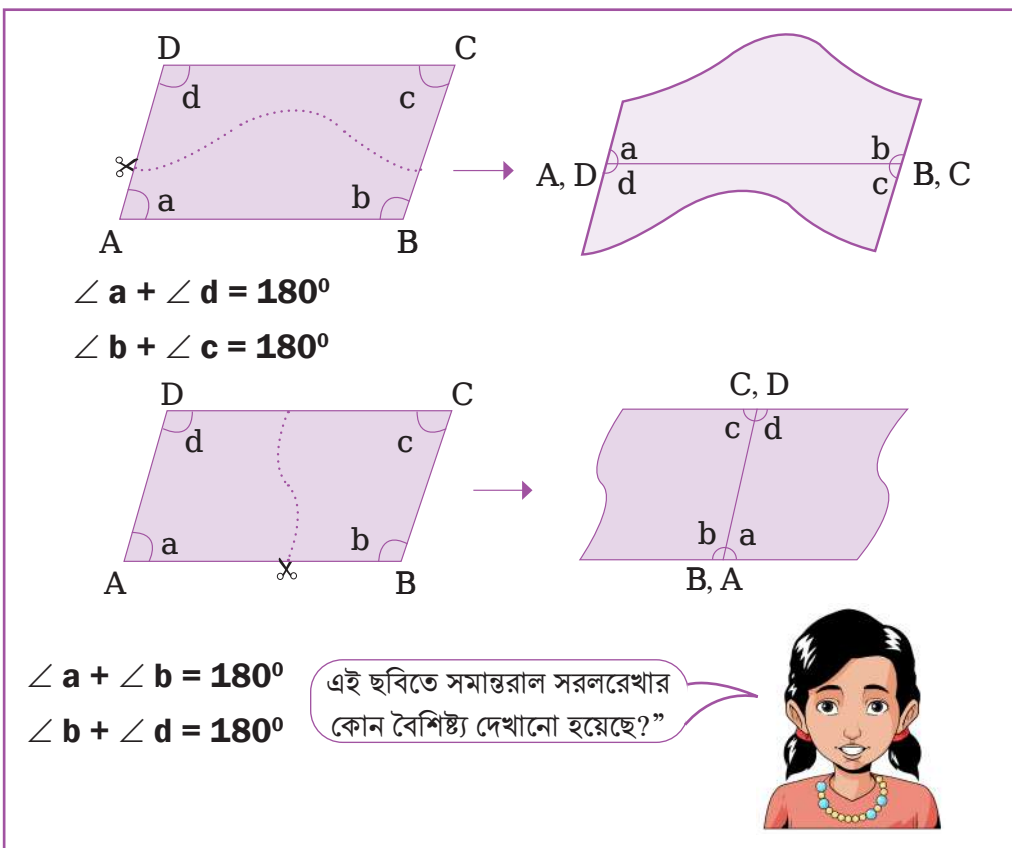 D C
d c
a b
A B
a b
A, D B, C
d c
∠ a + ∠ d = 180⁰
∠ b + ∠ c = 180⁰
D C
d c
a b
A B
C, D
c d
b a
B, A
∠ a + ∠ b = 180⁰
∠ b + ∠ d = 180⁰
এই ছবিতে সমান্তরাল সরলরেখার
কোন বৈশিষ্ট্য দেখানো হয়েছে?”